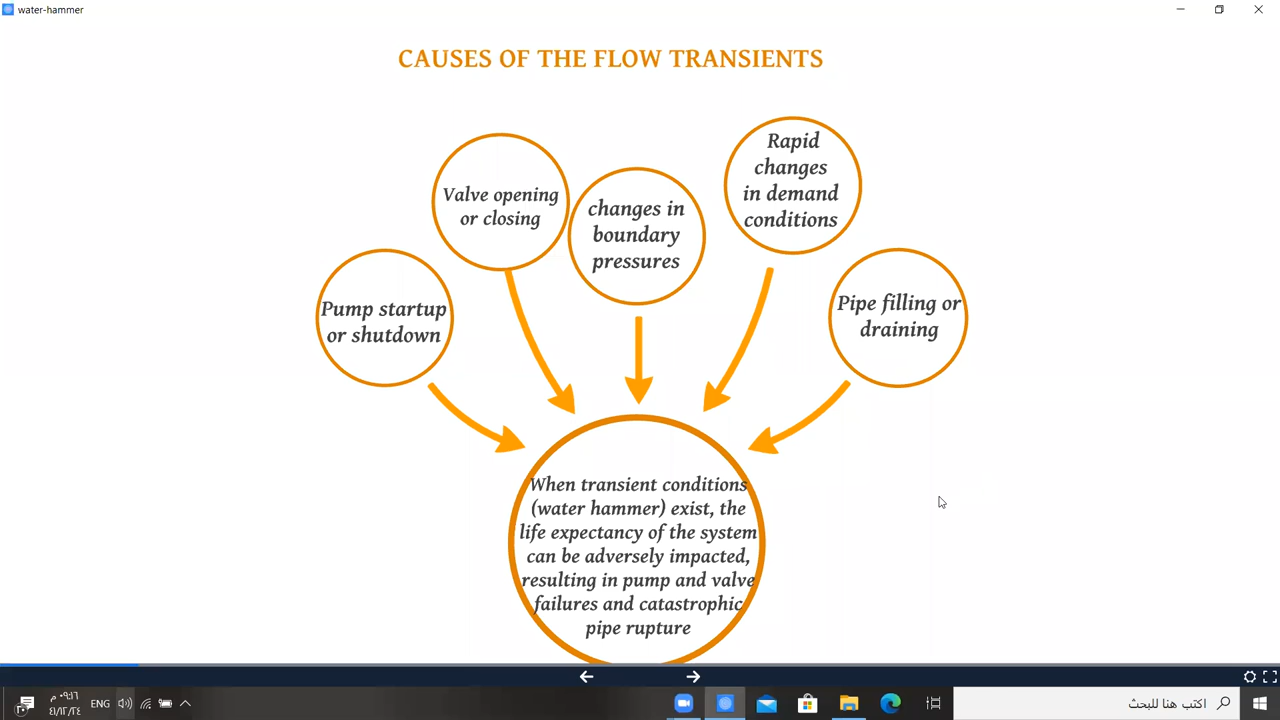 water-hammer
CAUSES OF THE FLOW TRANSIENTS
Pump startup
or shutdown
Valve opening
or closing
changes in
boundary
pressures
Rapid
changes
in demand
conditions
Pipe filling or
draining
When transient conditions
(water hammer) exist, the
life expectancy of the system
can be adversely impacted,
resulting in pump and valve
failures and catastrophic
pipe rupture
٠٩:١٦ م
ENG
اكتب هنا للبحث